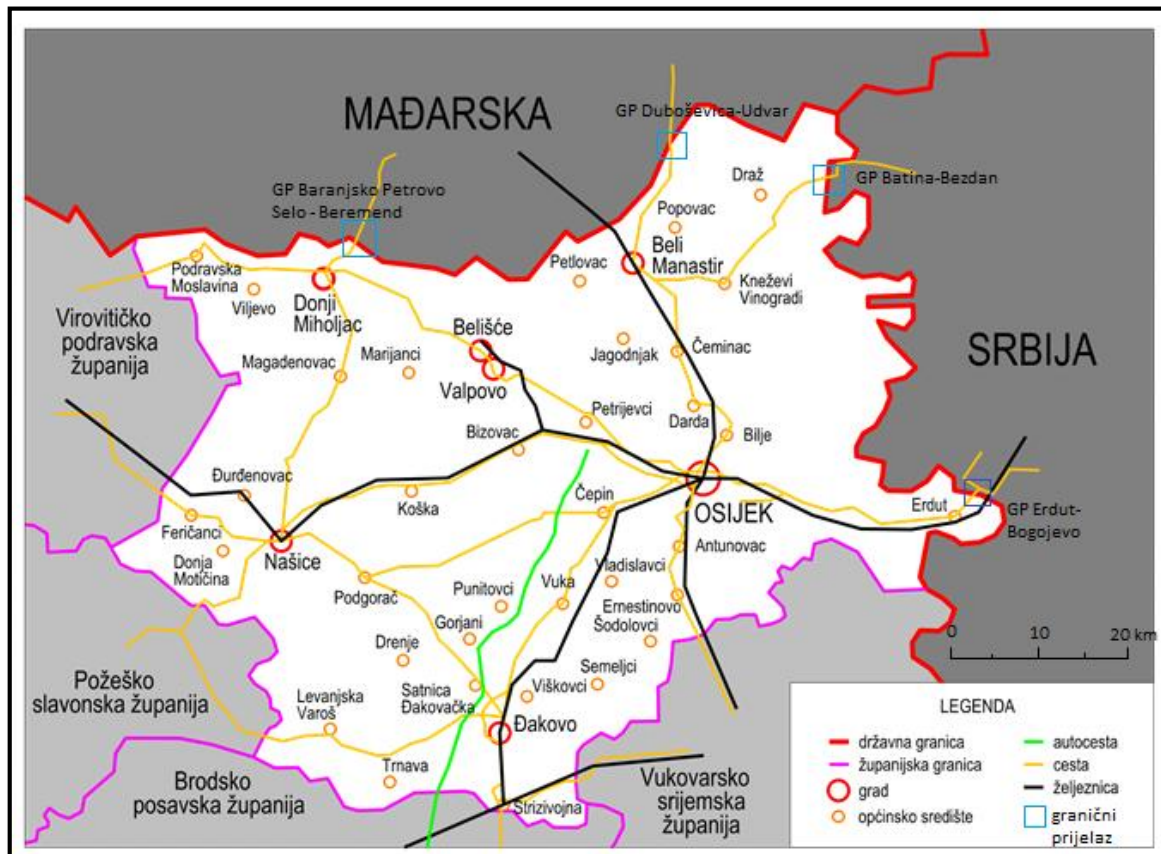 MAĐARSKA
GP Duboševica-Udvar
GP Baranjsko Petrovo
Selo - Beremend
Draž
GP Batina-Bezdan
Popovac
Podravska
Moslavina
Viljevo
Donji
Miholjac
Petlovac
Beli
Manastir
Kneževi
Vinogradi
Virovitičko
podravska
županija
Belišće
Jagodnjak
Čeminac
SRBIJA
Magadenovac
Marijanci
Valpovo
Petrijevci
Darda
Bilje
Bizovac
Đurđenovac
Koška
Čepin
OSIJEK
Erdut
GP Erdut-
Bogojevo
Feričanci
Donja
Motičina
Našice
Antunovac
Podgorač
Punitovci
Vuka
Vladislavci
Ernestinovo
Šodolovci
Gorjani
Drenje
Semeljci
Satnica
Đakovačka
Viškovci
0 10 20 km
Požeško
slavonska županija
Levanjska
Varoš
Đakovo
Trnava
Brodsko
posavska županija
Strizivojna
Vukovarsko
srijemska
županija
LEGENDA
državna granica
autocesta
županijska granica
cesta
grad
željeznica
općinsko središte
granični
prijelaz